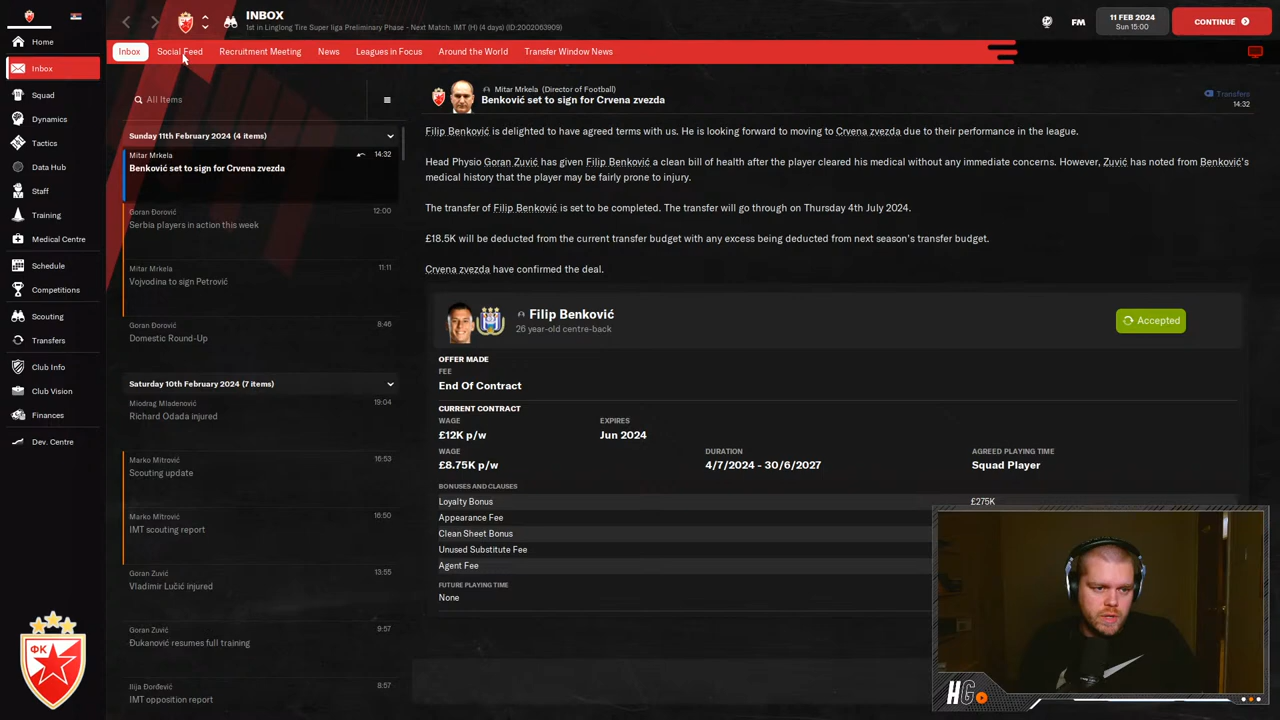 INBOX
1st in Linglong Tire Super liga Preliminary Phase - Next Match: IMT (H) (4 days) (ID:2002063909)
FM
11 FEB 2024
Sun 15:00
CONTINUE
Home
Inbox
Squad
Dynamics
Tactics
Data Hub
Staff
Training
Medical Centre
Schedule
Competitions
Scouting
Transfers
Club Info
Club Vision
Finances
Dev. Centre
ФК
Inbox
Social Feed
Recruitment Meeting
News
Leagues in Focus
Around the World
Transfer Window News
All Items
Sunday 11th February 2024 (4 items)
Mitar Mrkela
14:32
Benković set to sign for Crvena zvezda
Goran Đorović
12:00
Serbia players in action this week
Mitar Mrkela
11:11
Vojvodina to sign Petrović
Goran Đorović
8:46
Domestic Round-Up
Saturday 10th February 2024 (7 items)
Miodrag Mladenović
19:04
Richard Odada injured
Marko Mitrović
16:53
Scouting update
Marko Mitrović
16:50
IMT scouting report
Goran Zuvić
13:55
Vladimir Lučić injured
Goran Zuvić
9:57
Đukanović resumes full training
Ilija Đorđević
8:57
IMT opposition report
Mitar Mrkela (Director of Football)
Benković set to sign for Crvena zvezda
Transfers
14:32
Filip Benković is delighted to have agreed terms with us. He is looking forward to moving to Crvena zvezda due to their performance in the league.
Head Physio Goran Zuvić has given Filip Benković a clean bill of health after the player cleared his medical without any immediate concerns. However, Zuvić has noted from Benković's
medical history that the player may be fairly prone to injury.
The transfer of Filip Benković is set to be completed. The transfer will go through on Thursday 4th July 2024.
£18.5K will be deducted from the current transfer budget with any excess being deducted from next season's transfer budget.
Crvena zvezda have confirmed the deal.
Filip Benković
26 year-old centre-back
Accepted
OFFER MADE
FEE
End Of Contract
CURRENT CONTRACT
WAGE
EXPIRES
£12K p/w
Jun 2024
WAGE
DURATION
AGREED PLAYING TIME
£8.75K p/w
4/7/2024 - 30/6/2027
Squad Player
BONUSES AND CLAUSES
Loyalty Bonus
£275K
Appearance Fee
Clean Sheet Bonus
Unused Substitute Fee
Agent Fee
FUTURE PLAYING TIME
None
HG